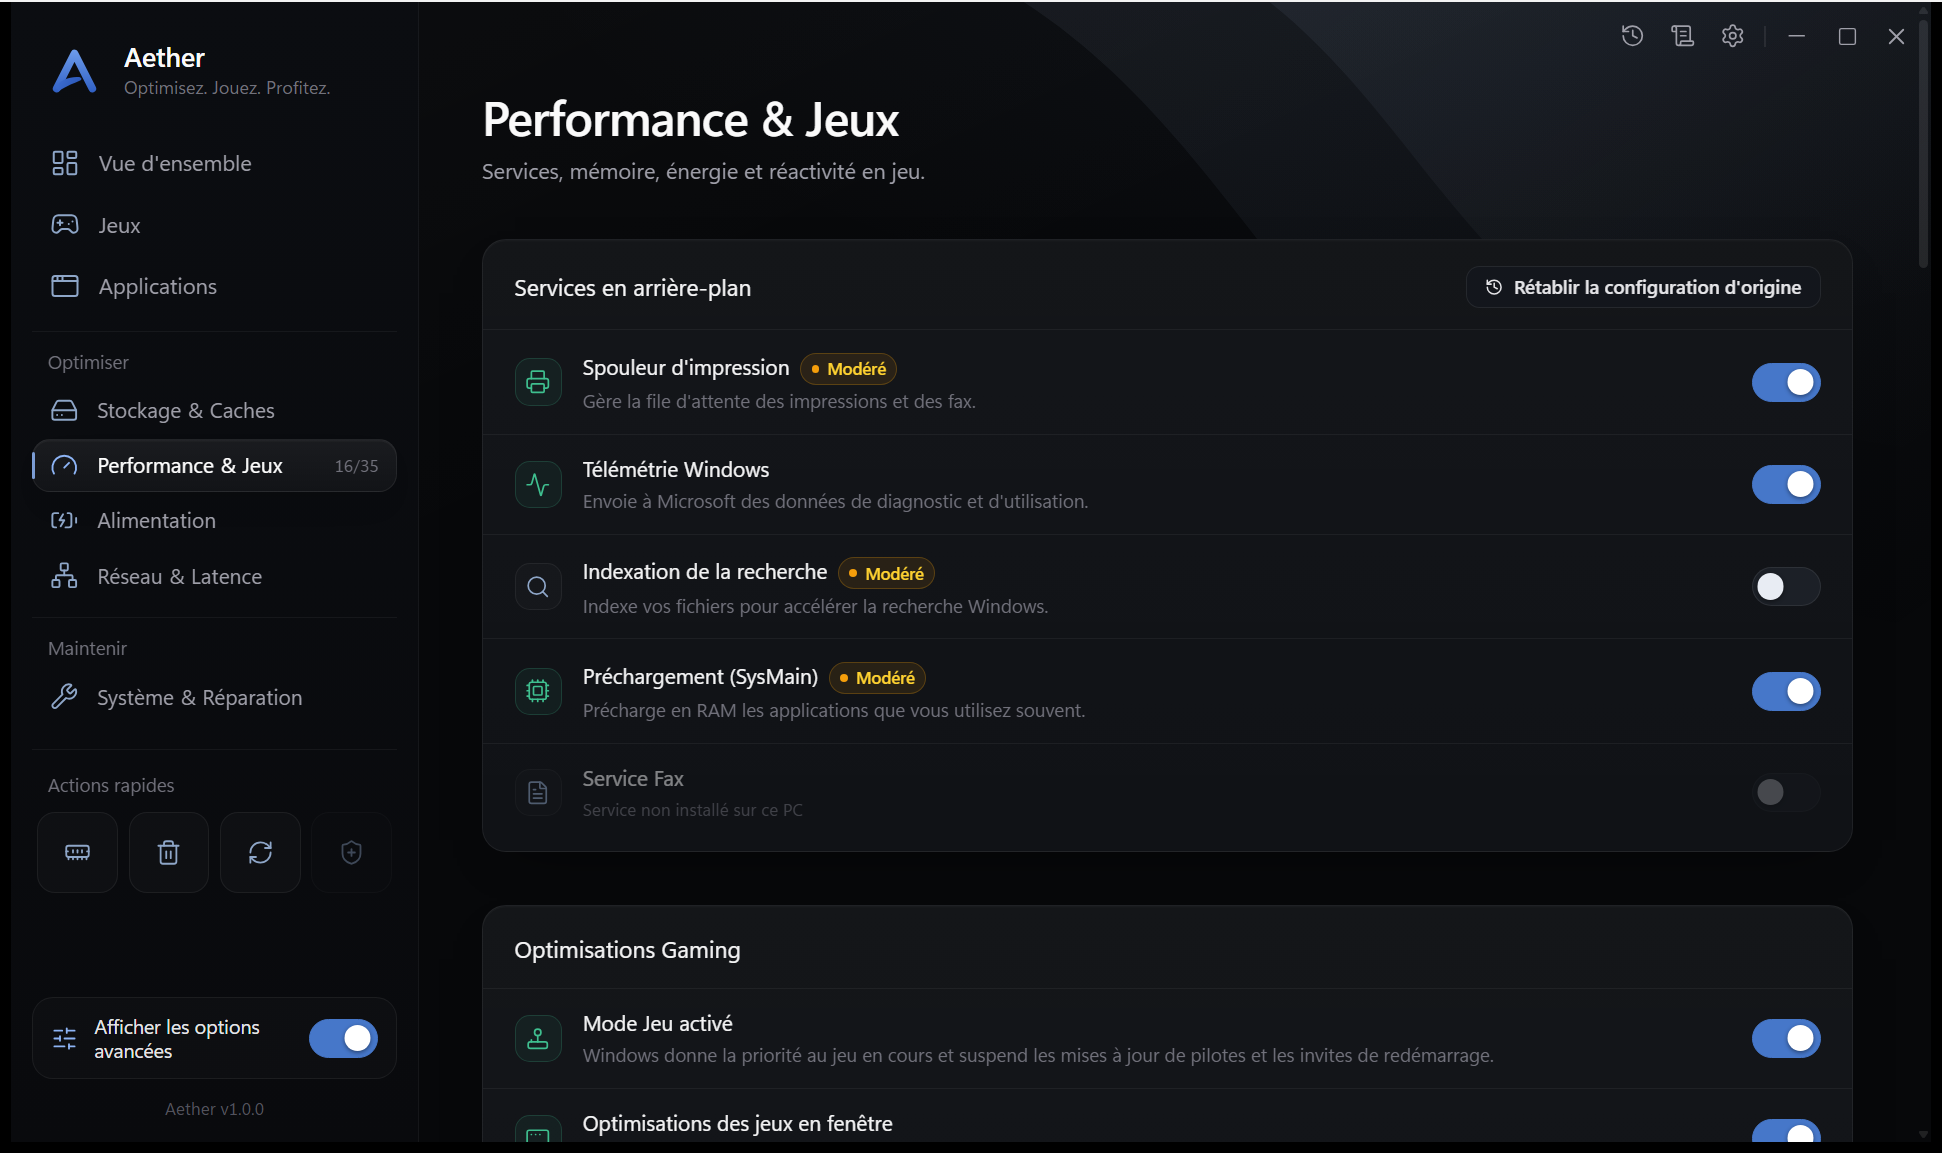 Aether
Optimisez. Jouez. Profitez.
Vue d'ensemble
Jeux
Applications
Optimiser
Stockage & Caches
Performance & Jeux 16/35
Alimentation
Réseau & Latence
Maintenir
Système & Réparation
Actions rapides
Afficher les options
avancées
Aether v1.0.0
Performance & Jeux
Services, mémoire, énergie et réactivité en jeu.
Services en arrière-plan
Rétablir la configuration d'origine
Spouleur d'impression Modéré
Gère la file d'attente des impressions et des fax.
Télémétrie Windows
Envoie à Microsoft des données de diagnostic et d'utilisation.
Indexation de la recherche Modéré
Indexe vos fichiers pour accélérer la recherche Windows.
Préchargement (SysMain) Modéré
Précharge en RAM les applications que vous utilisez souvent.
Service Fax
Service non installé sur ce PC
Optimisations Gaming
Mode Jeu activé
Windows donne la priorité au jeu en cours et suspend les mises à jour de pilotes et les invites de redémarrage.
Optimisations des jeux en fenêtre